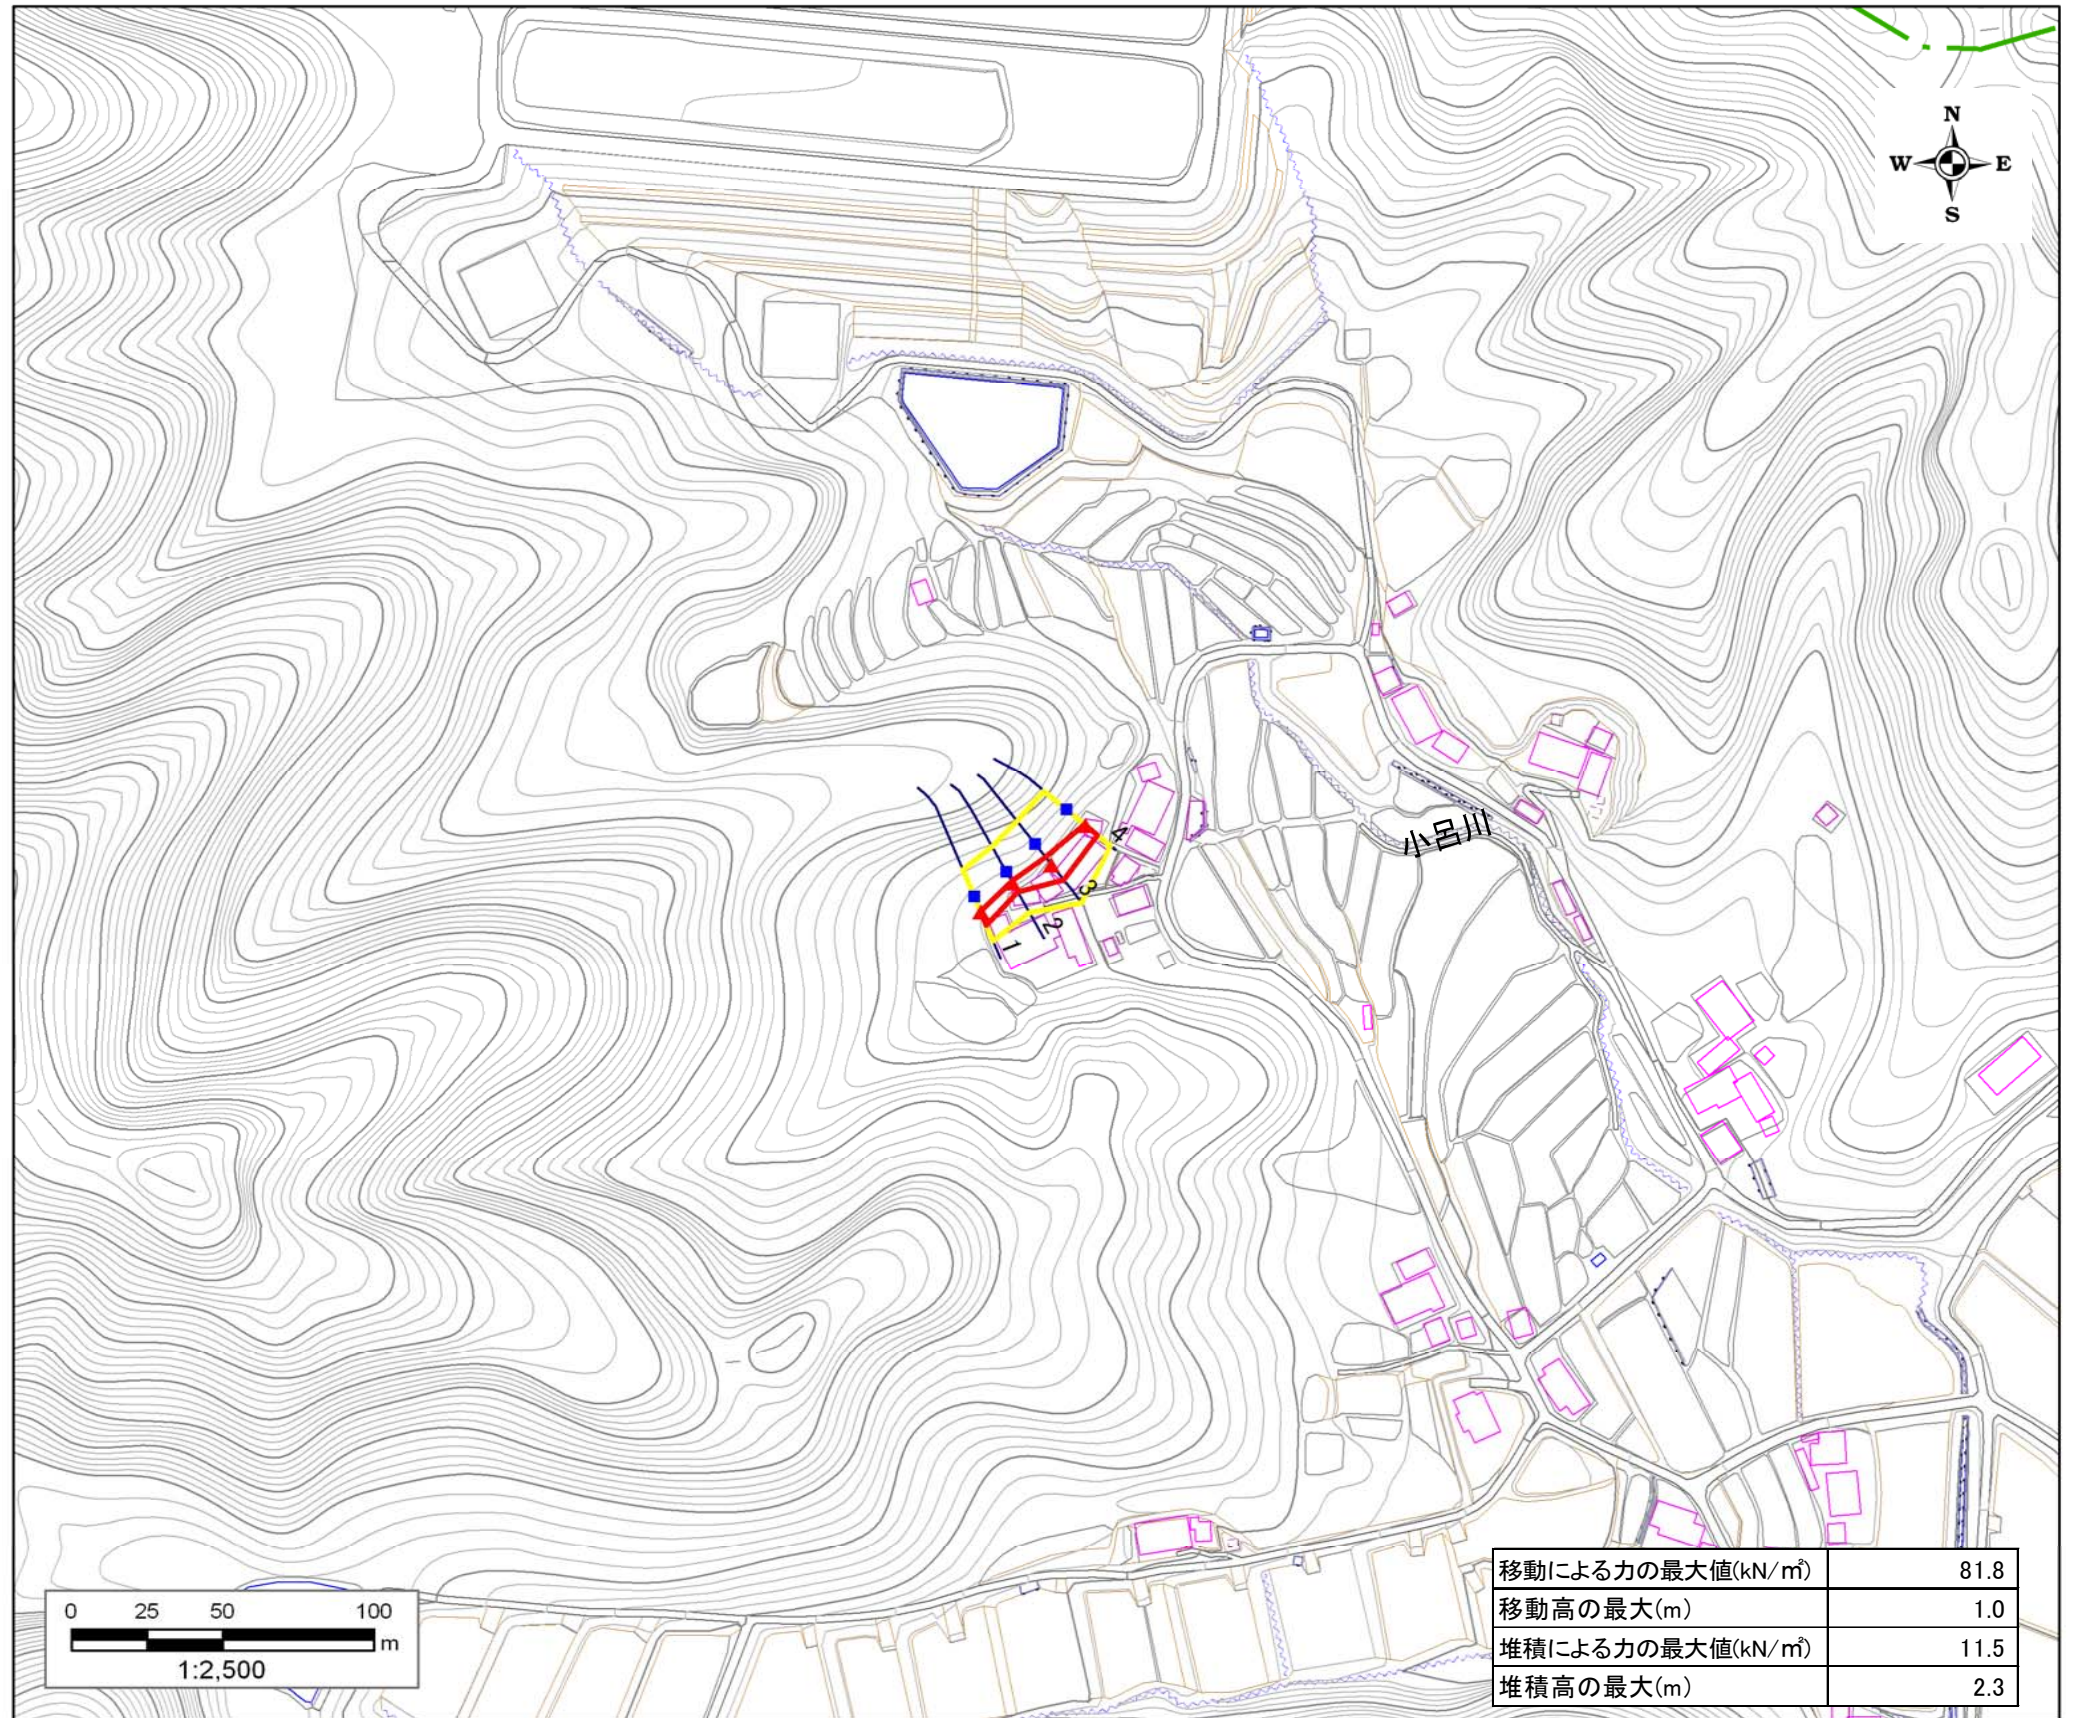 N
W E
S
小呂川
4
3
2
1
移動による力の最大値(kN/㎡) 81.8
移動高の最大(m) 1.0
堆積による力の最大値(kN/㎡) 11.5
堆積高の最大(m) 2.3
0 25 50 100
m
1:2,500